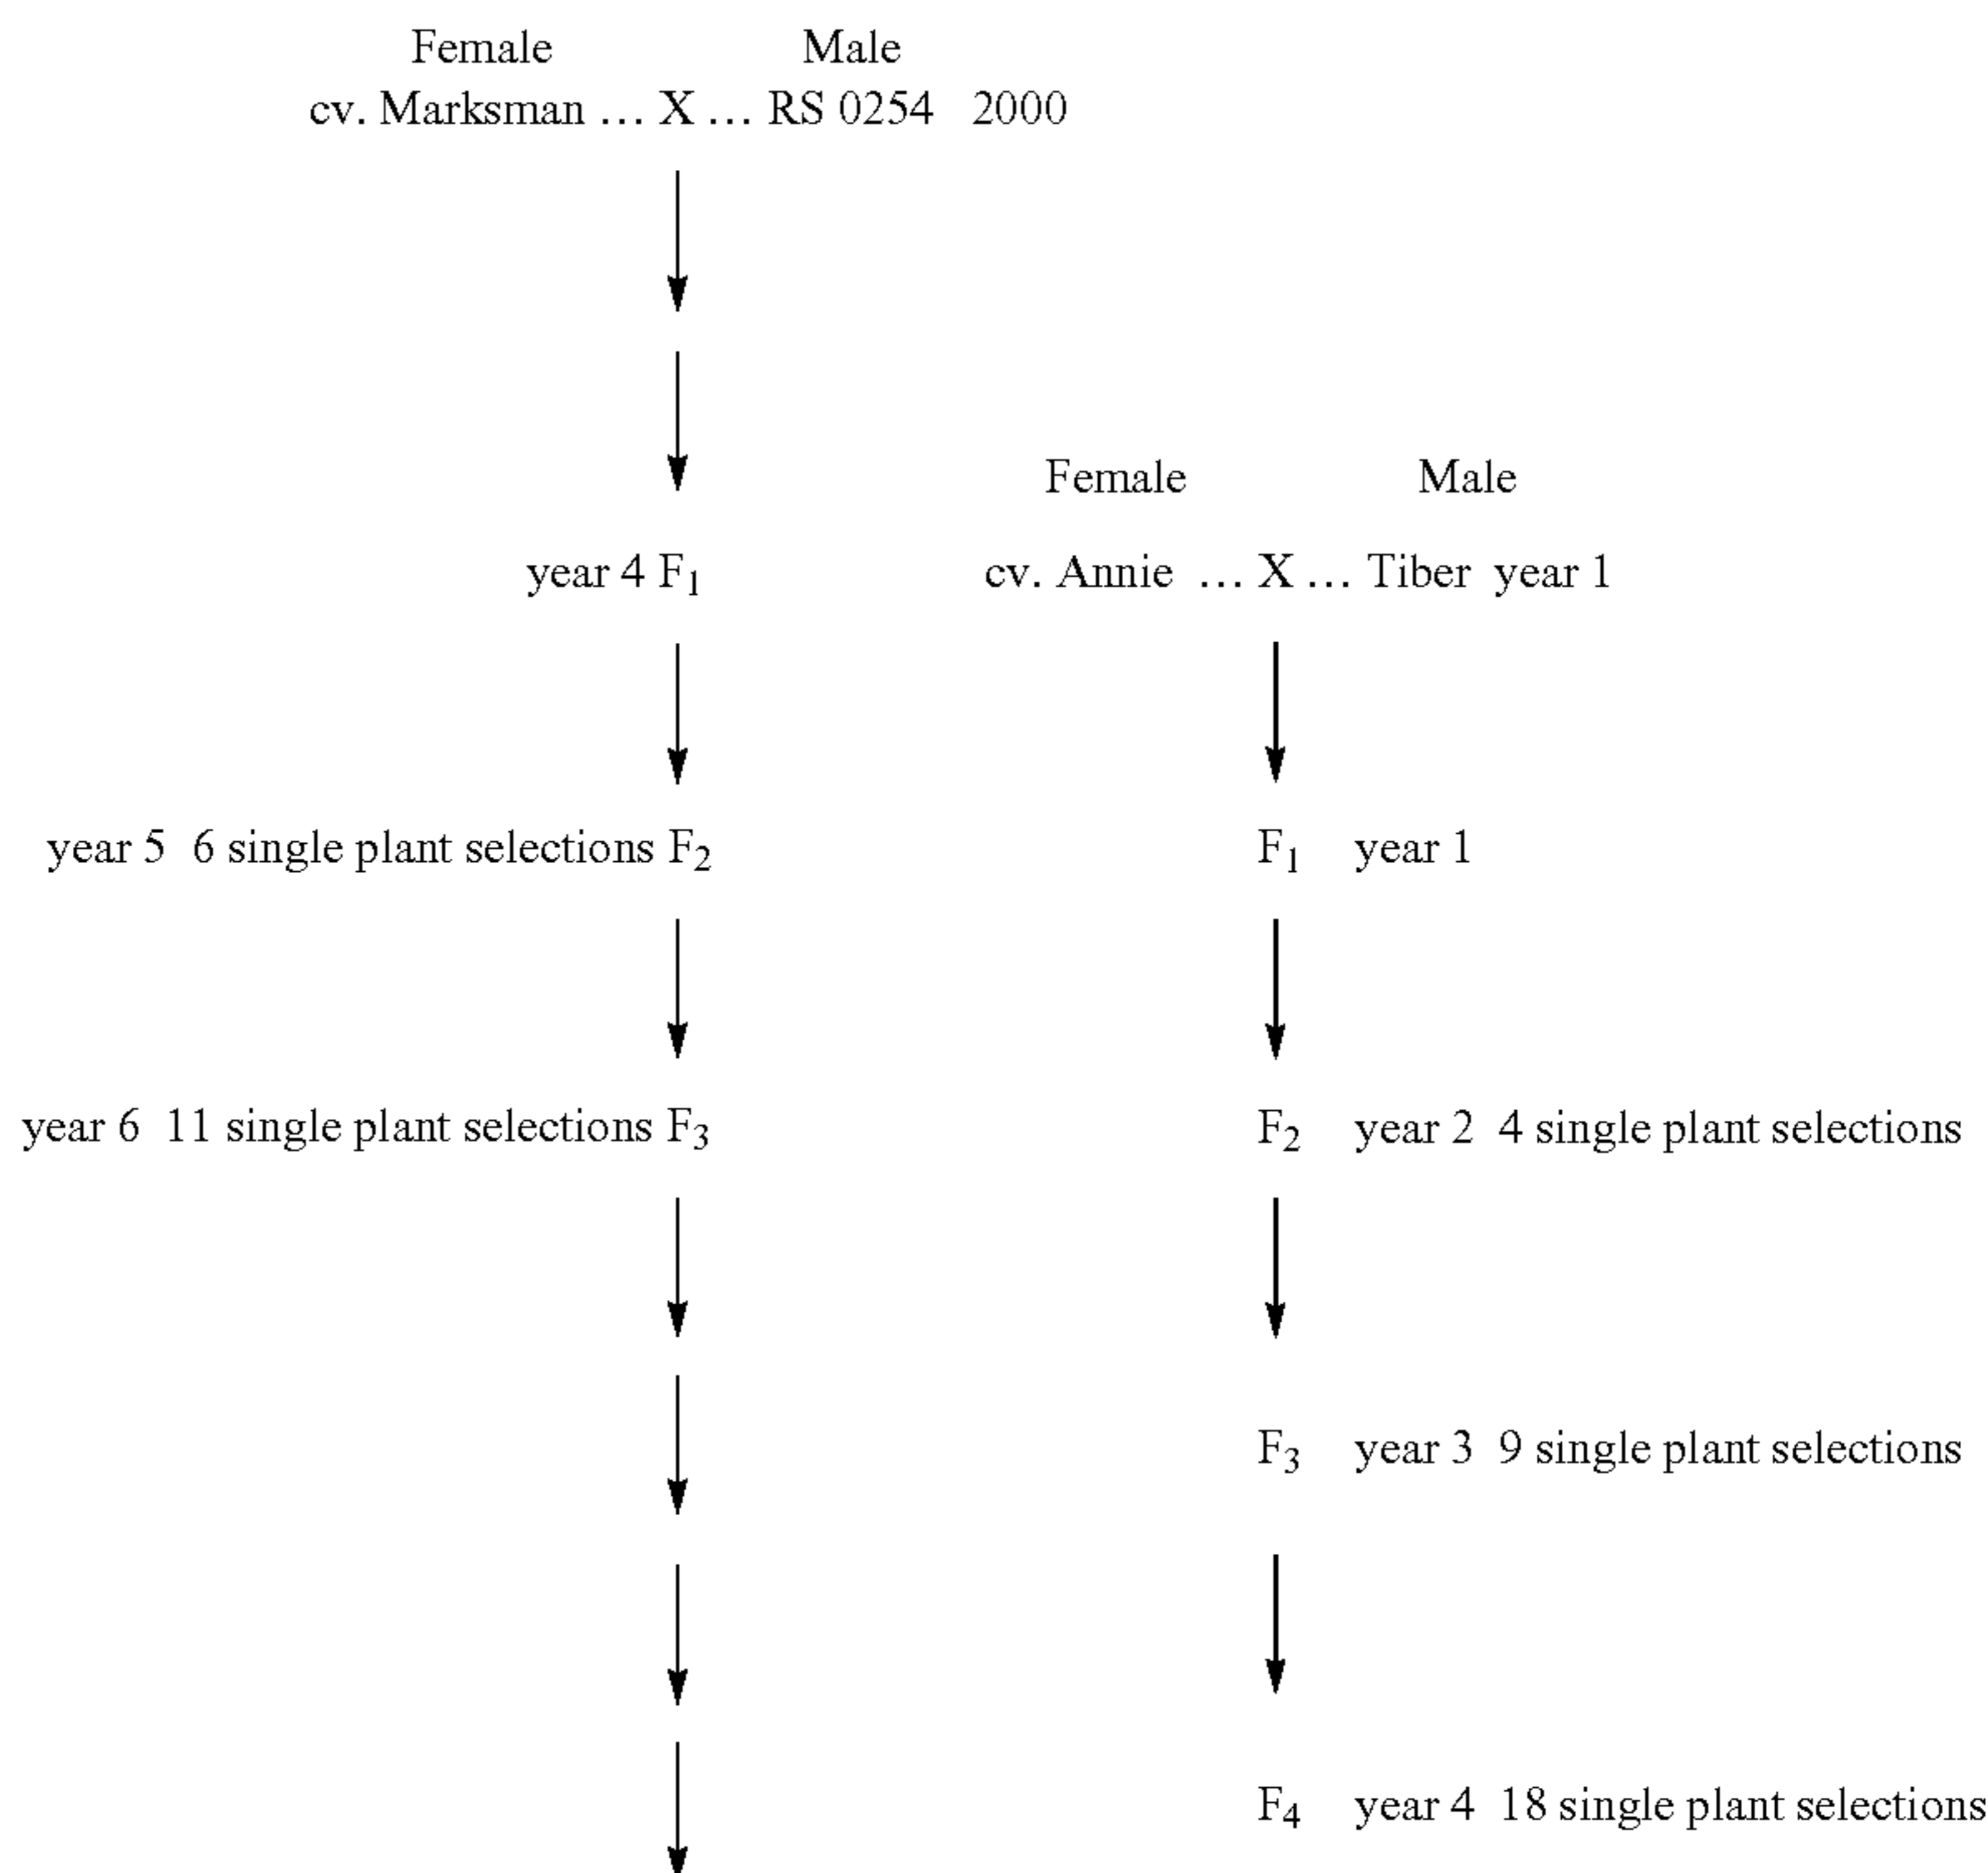 Female Male
cv. Marksman … X … RS 0254 2000
Female Male
year 4 F₁ cv. Annie … X … Tiber year 1
year 5 6 single plant selections F₂ F₁ year 1
year 6 11 single plant selections F₃ F₂ year 2 4 single plant selections
F₃ year 3 9 single plant selections
F₄ year 4 18 single plant selections